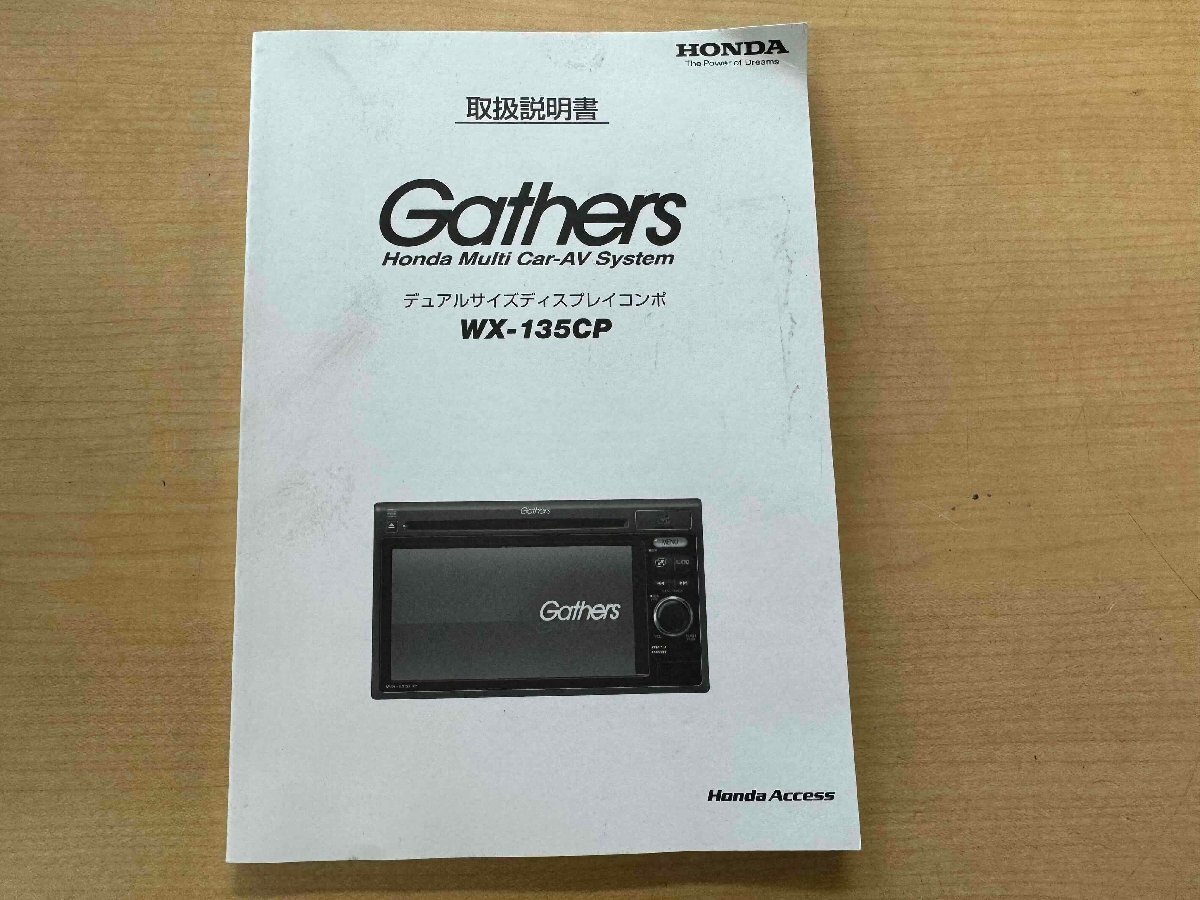 HONDA
The Power of Dreams
取扱説明書
Gathers
Honda Multi Car-AV System
デュアルサイズディスプレイコンポ
WX-135CP
Gathers
MENU
AUDIO
Gathers
VOL
Honda Access